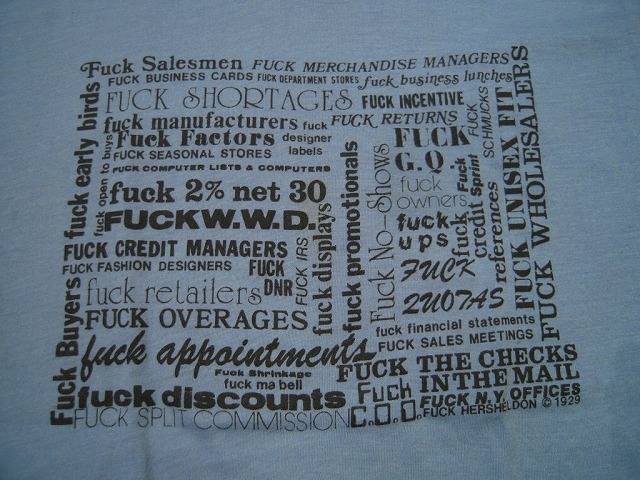 Fuck Salesmen FUCK MERCHANDISE MANAGERS
FUCK BUSINESS CARDS FUCK DEPARTMENT STORES fuck business lunches
fuck early birds
FUCK SHORTAGES FUCK INCENTIVE
fuck manufacturers fuck FUCK RETURNS
Fuck Factors designer
labels
FUCK SEASONAL STORES
fuck open to buys
FUCK COMPUTER LISTS & COMPUTERS
fuck 2% net 30
FUCK W.W.D.
FUCK CREDIT MANAGERS
FUCK FASHION DESIGNERS FUCK
DNR
FUCK IRS
fuck displays
fuck promotionals
Fuck No-Shows
FUCK
G.Q.
fuck
owners
fuck-
ups
FUCK
SCHMUCKS
Fuck
credit Sprint
references
FUCK UNISEX FIT
FUCK WHOLESALERS
FUCK
2UOTAS
fuck retailers
FUCK OVERAGES
Fuck Buyers
fuck financial statements
FUCK SALES MEETINGS
fuck appointments
Fuck Shrinkage
fuck ma bell
FUCK THE CHECKS
IN THE MAIL
fuck discounts
Fuck
C.O.D.
FUCK N.Y. OFFICES
FUCK SPLIT COMMISSION
FUCK HERSHELDON © 1929